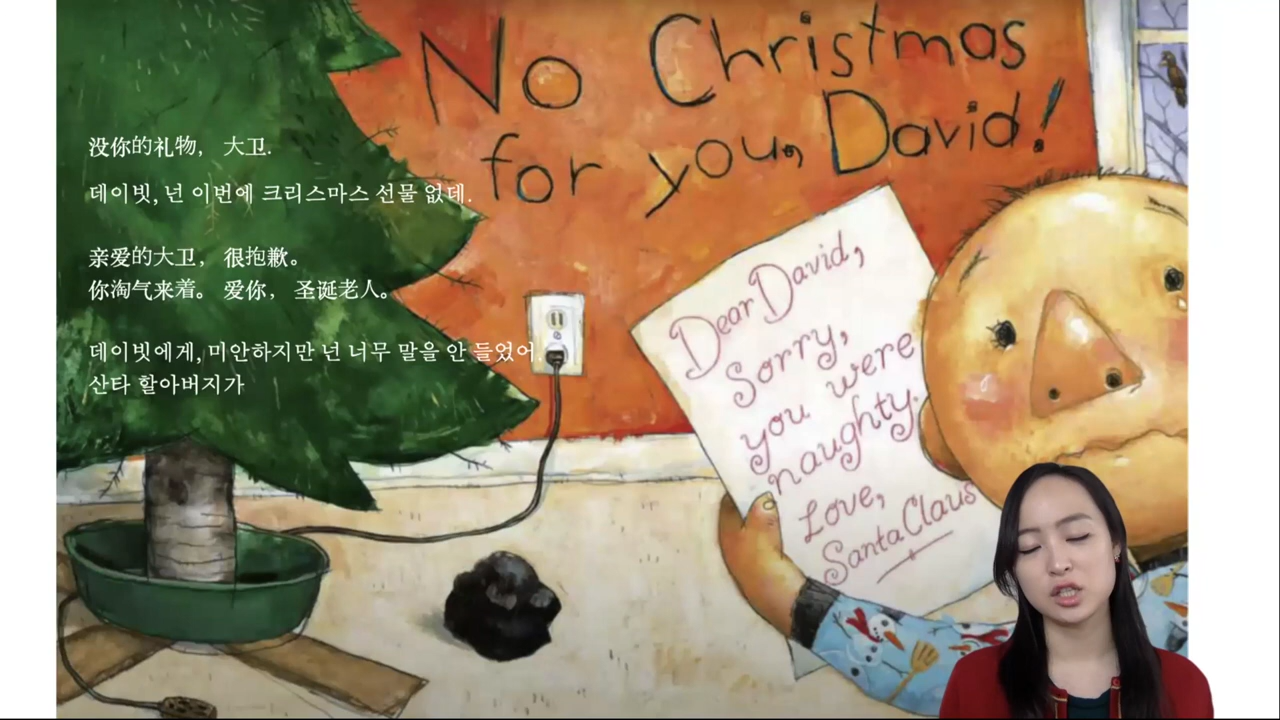 No Christmas
for you, David!
没你的礼物， 大卫.
데이빗, 넌 이번에 크리스마스 선물 없데.
亲爱的大卫， 很抱歉。
你淘气来着。 爱你， 圣诞老人。
데이빗에게, 미안하지만 넌 너무 말을 안 들었어.
산타 할아버지가
Dear David,
Sorry,
you were
naughty.
Love,
Santa Claus